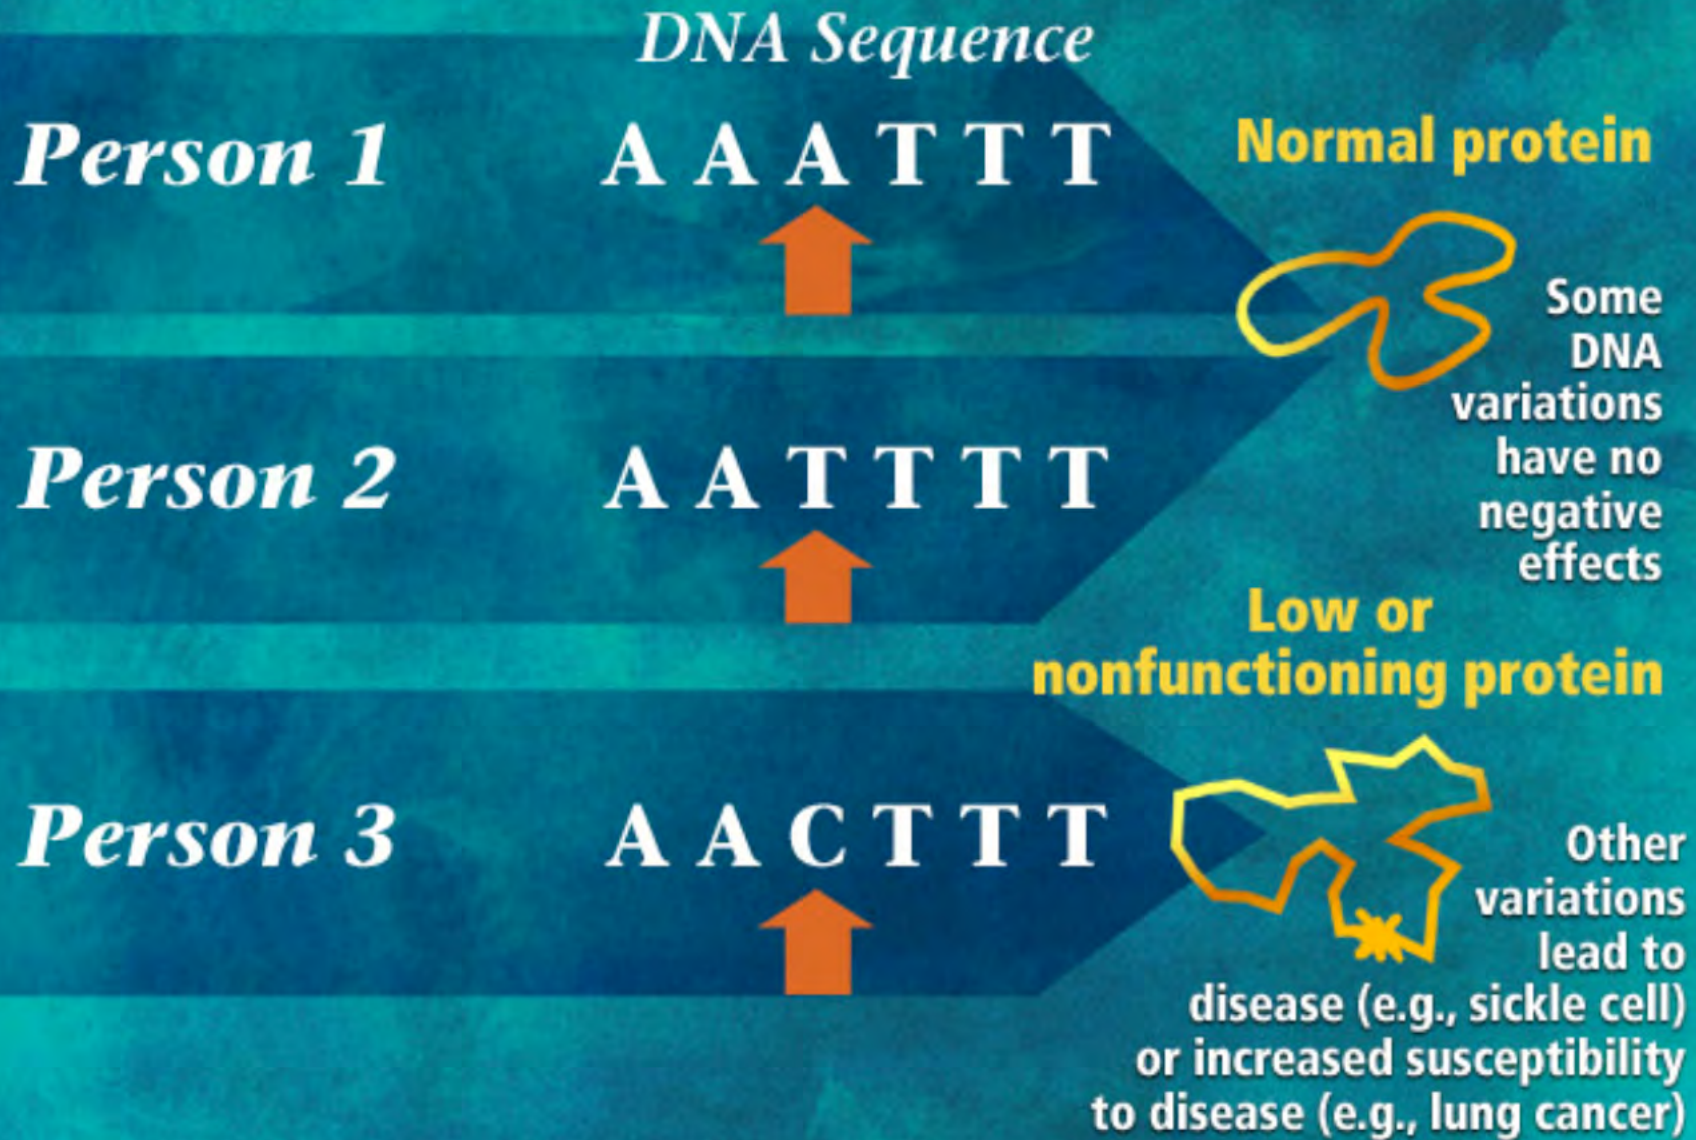 DNA Sequence
Person 1 A A A T T T
Normal protein
Some
DNA
variations
have no
negative
effects
Person 2 A A T T T T
Low or
nonfunctioning protein
Person 3 A A C T T T
Other
variations
lead to
disease (e.g., sickle cell)
or increased susceptibility
to disease (e.g., lung cancer)